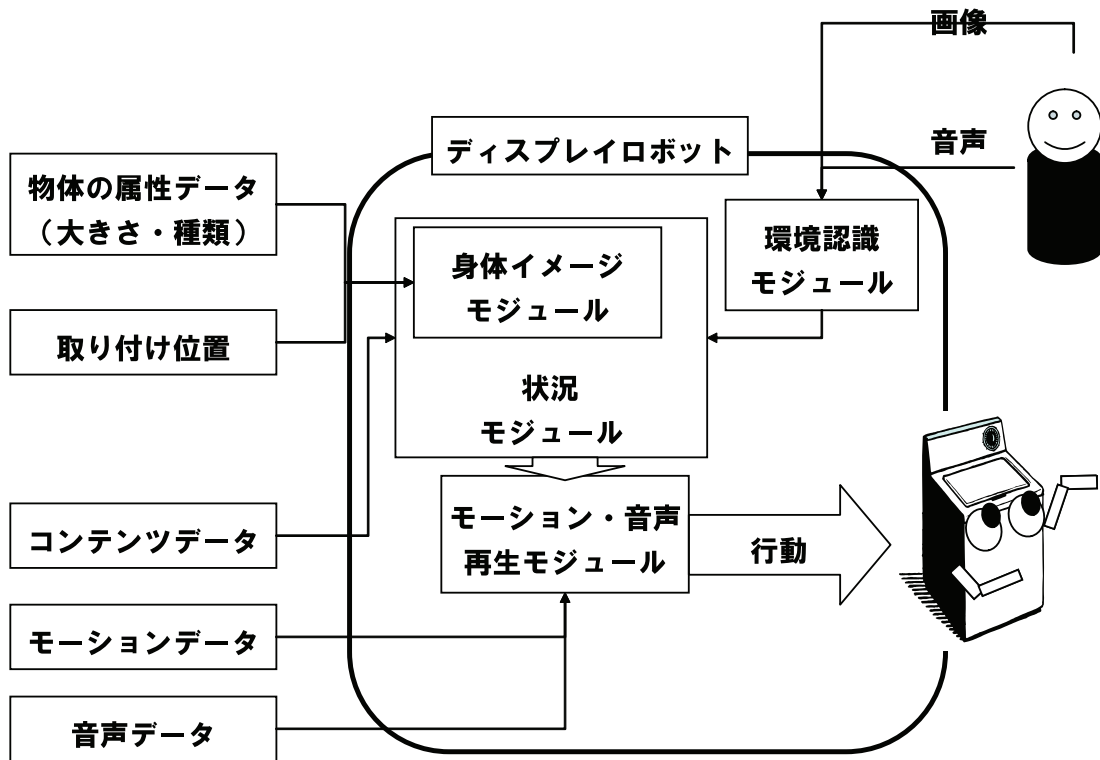 画像
音声
ディスプレイロボット
物体の属性データ
（大きさ・種類）
環境認識
モジュール
身体イメージ
モジュール
取り付け位置
状況
モジュール
コンテンツデータ
モーション・音声
再生モジュール
行動
モーションデータ
音声データ